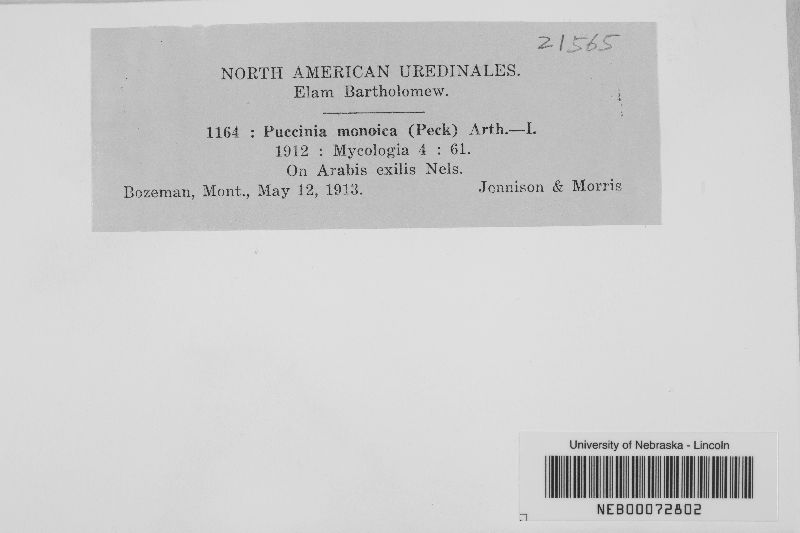 21565
NORTH AMERICAN UREDINALES.
Elam Bartholomew.
1164 : Puccinia monoica (Peck) Arth.—I.
1912 : Mycologia 4 : 61.
On Arabis exilis Nels.
Bozeman, Mont., May 12, 1913. Jennison & Morris
University of Nebraska - Lincoln
NEB00072802